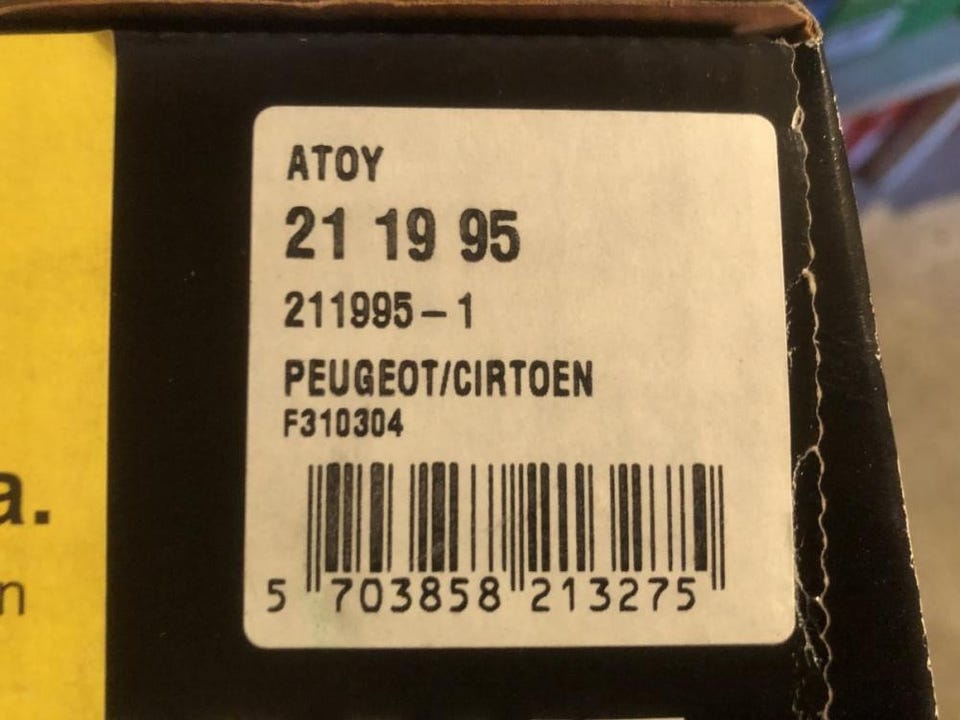 ATOY
21 19 95
211995-1
PEUGEOT/CIRTOEN
F310304
5 703858 213275
a.
n